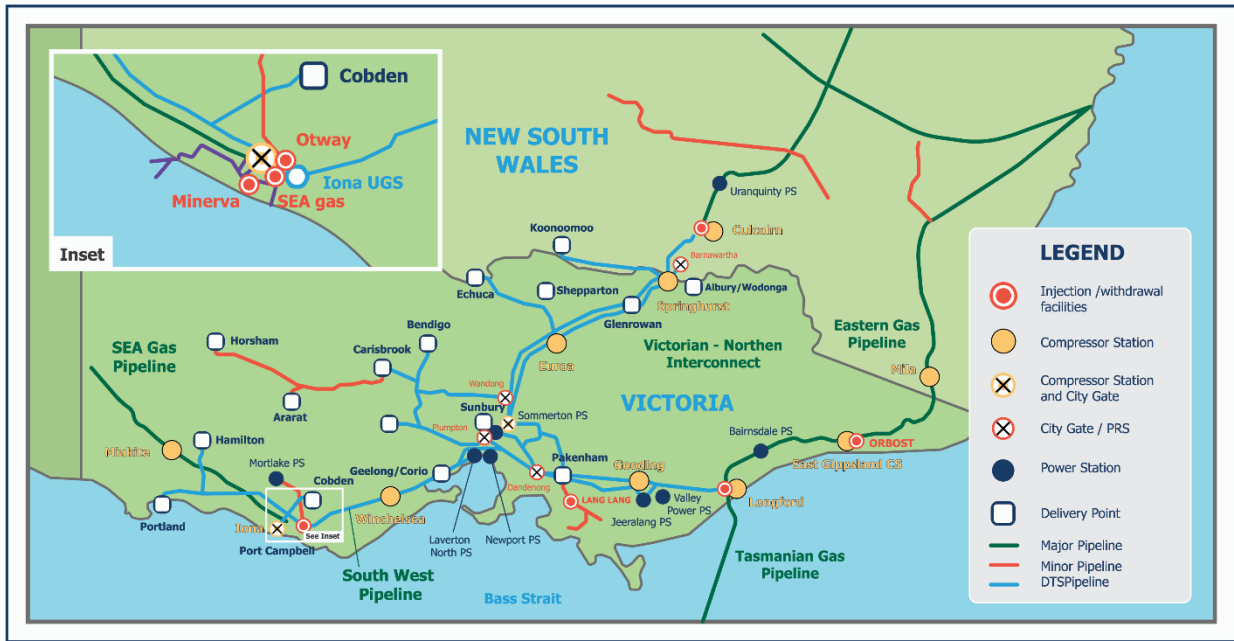 Cobden
Otway
Iona UGS
Minerva
SEA gas
Inset
NEW SOUTH
WALES
Uranquinty PS
Culcairn
Koonoomoo
Barnawartha
Echuca
Shepparton
Springhurst
Albury/Wodonga
Glenrowan
Bendigo
Euroa
Victorian - Northen
Interconnect
Eastern Gas
Pipeline
SEA Gas
Pipeline
Horsham
Carisbrook
Ararat
Wandong
Sunbury
Sommerton PS
VICTORIA
Mila
Plumpton
Bairnsdale PS
ORBOST
East Gippsland CS
Hamilton
Miakite
Mortlake PS
Geelong/Corio
Pakenham
Gooding
Dandenong
Cobden
LANG LANG
Valley
Power PS
Jeeralang PS
Longford
Portland
Iona
See Inset
Port Campbell
Winchelsea
Laverton
North PS
Newport PS
South West
Pipeline
Tasmanian Gas
Pipeline
Bass Strait
LEGEND
Injection /withdrawal
facilities
Compressor Station
Compressor Station
and City Gate
City Gate / PRS
Power Station
Delivery Point
Major Pipeline
Minor Pipeline
DTSPipeline